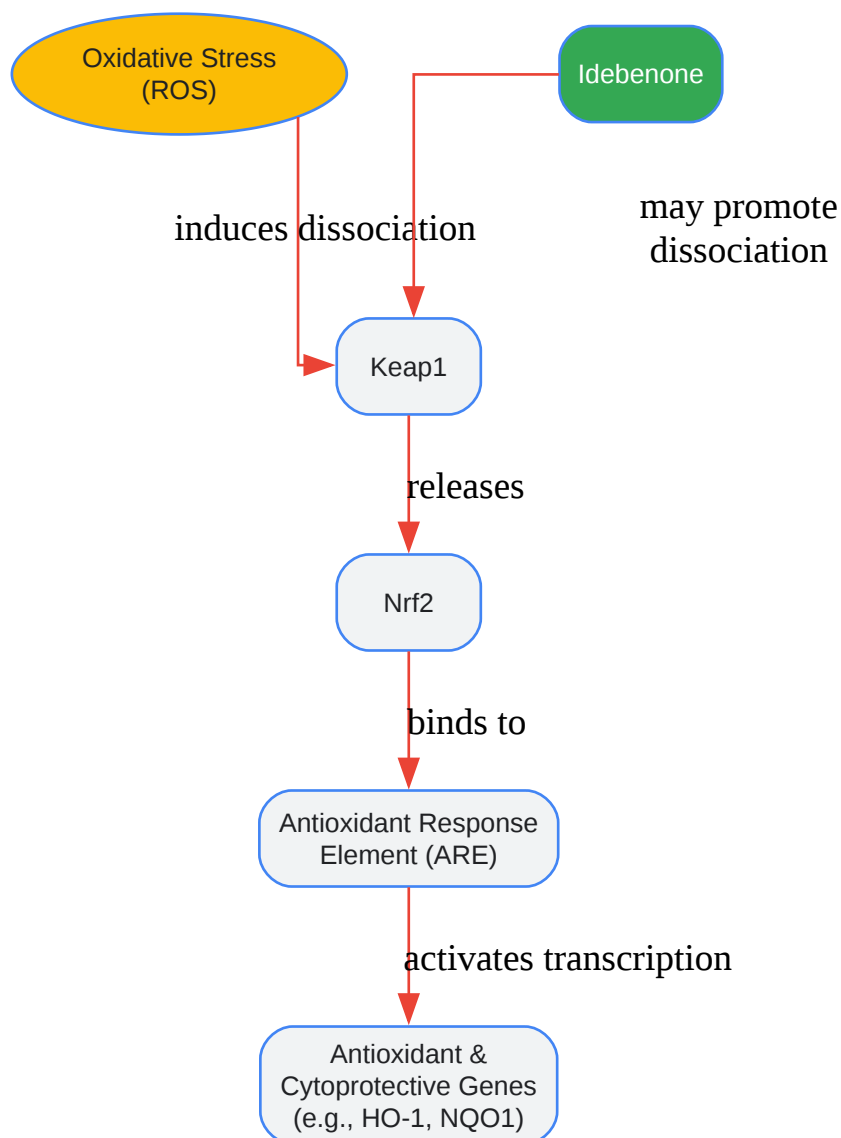 Oxidative Stress
(ROS)
Idebenone
induces dissociation
may promote
dissociation
Keap1
releases
Nrf2
binds to
Antioxidant Response
Element (ARE)
activates transcription
Antioxidant &
Cytoprotective Genes
(e.g., HO-1, NQO1)